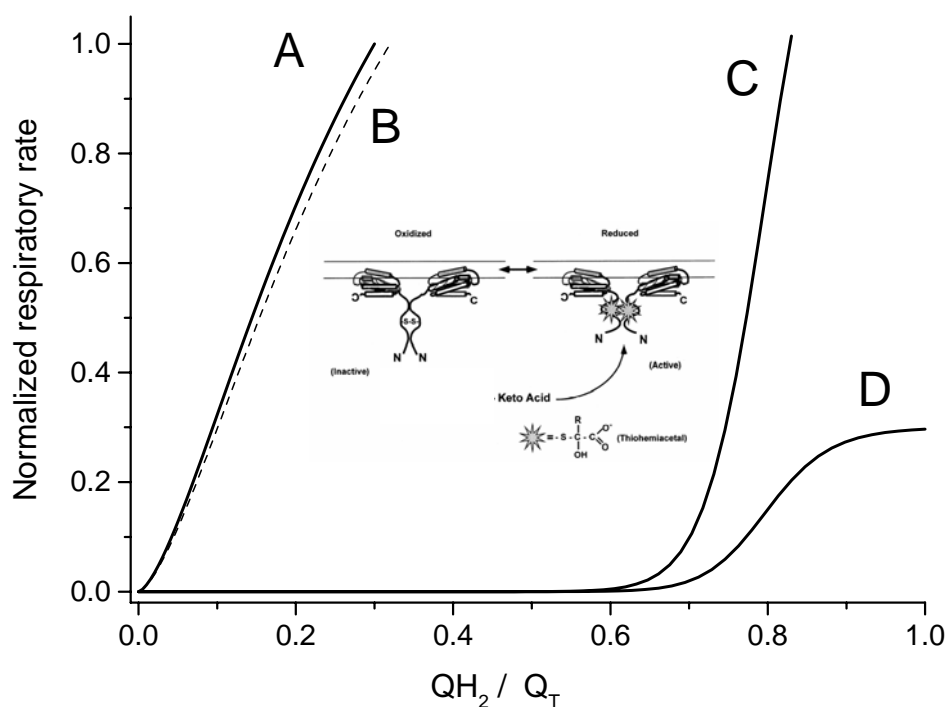 Normalized respiratory rate
1.0
0.8
0.6
0.4
0.2
0.0
A
B
C
D
Oxidized
Reduced
C
C
C
C
-S-S-
N
N
N
N
(Inactive)
(Active)
Keto Acid
R
=-S-C-C
O-
O
OH
(Thiohemiacetal)
0.0 0.2 0.4 0.6 0.8 1.0
QH2 / QT